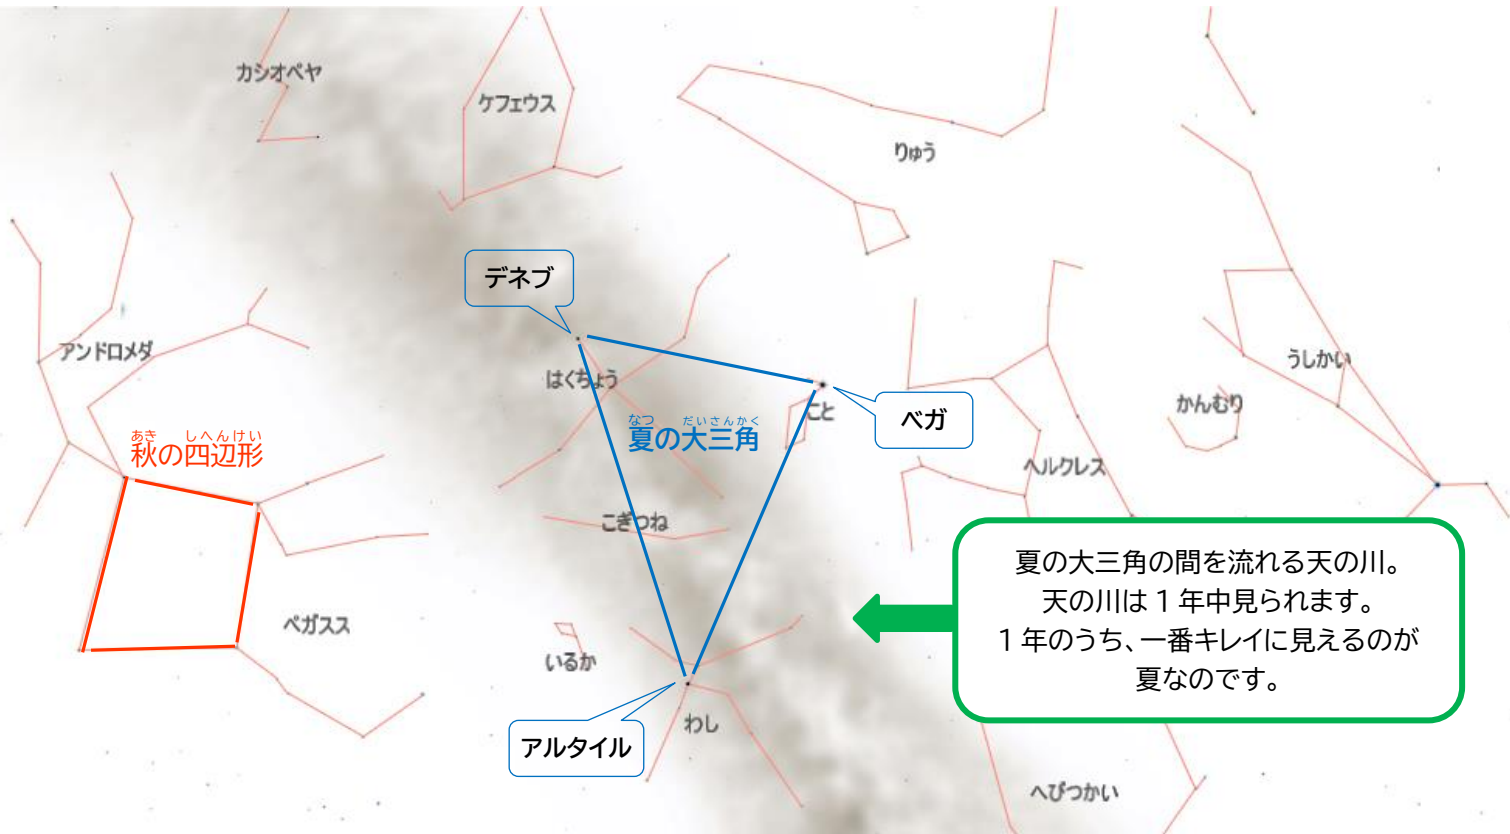 カシオペヤ
ケフェウス
りゅう
デネブ
アンドロメダ
はくちょう
こと
ベガ
うしかい
かんむり
なつ だいさんかく
夏の大三角
あき しへんけい
秋の四辺形
ヘルクレス
こぎつね
ペガスス
いるか
わし
アルタイル
へびつかい
夏の大三角の間を流れる天の川。
天の川は1年中見られます。
1年のうち、一番キレイに見えるのが
夏なのです。